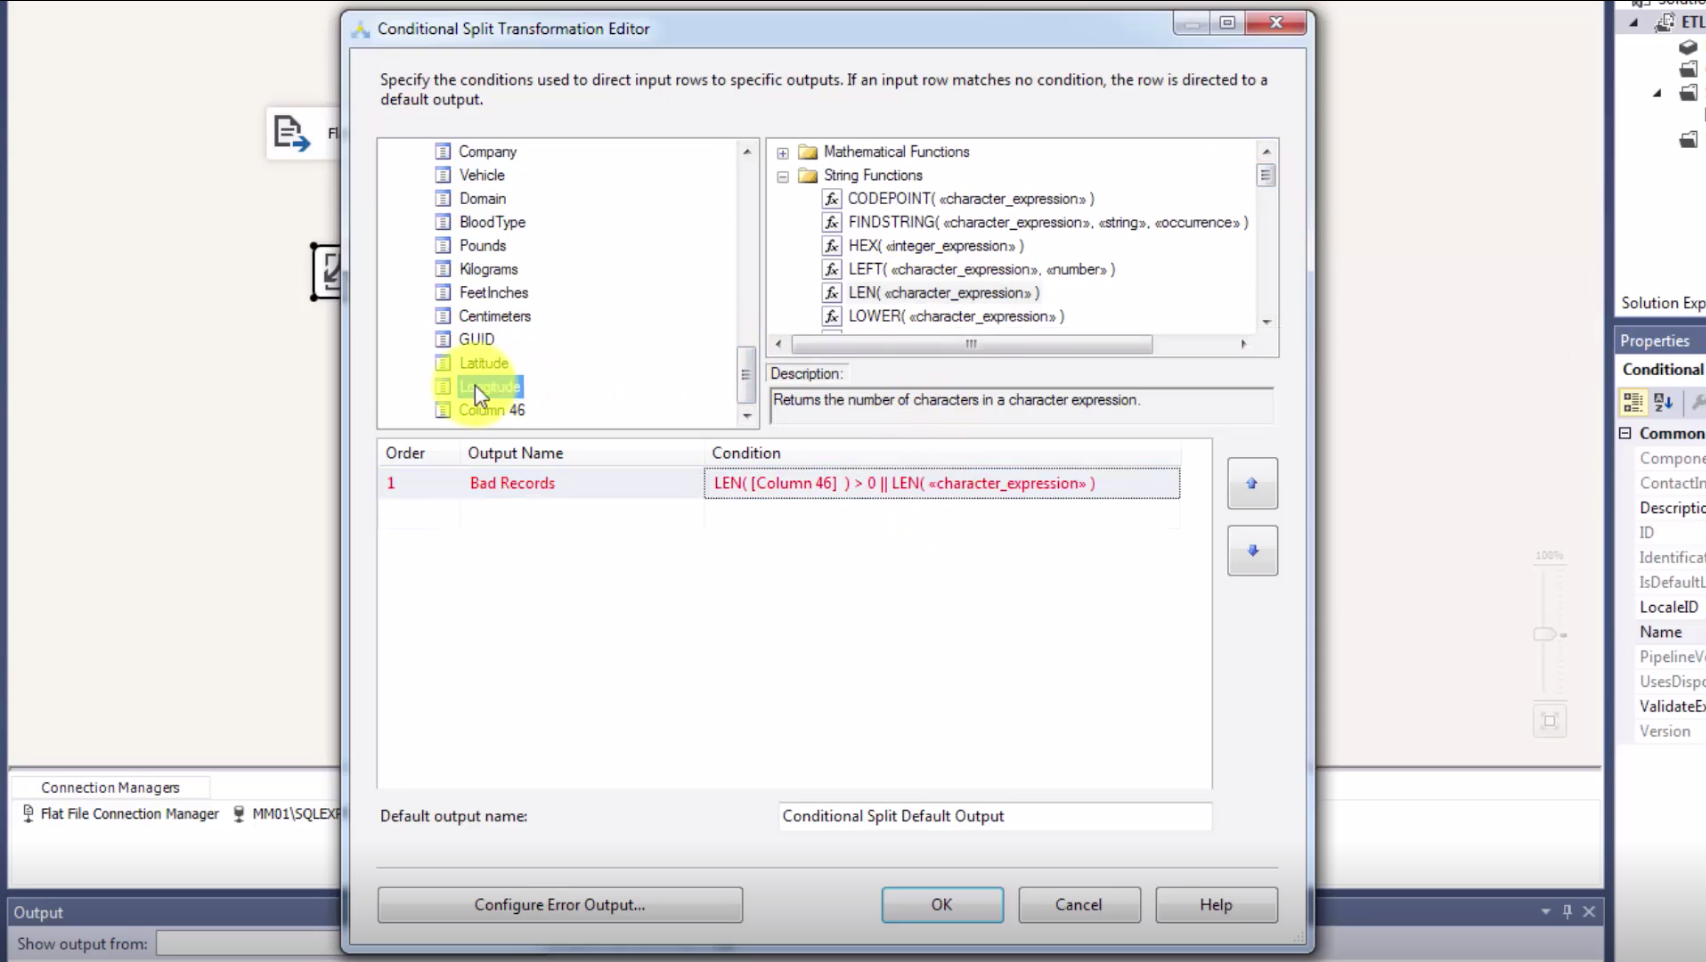 Conditional Split Transformation Editor
Specify the conditions used to direct input rows to specific outputs. If an input row matches no condition, the row is directed to a
default output.
Company
Vehicle
Domain
BloodType
Pounds
Kilograms
FeetInches
Centimeters
GUID
Latitude
Longitude
Column 46
Mathematical Functions
String Functions
CODEPOINT( «character_expression» )
FINDSTRING( «character_expression», «string», «occurrence» )
HEX( «integer_expression» )
LEFT( «character_expression», «number» )
LEN( «character_expression» )
LOWER( «character_expression» )
Description:
Returns the number of characters in a character expression.
Order Output Name Condition
1 Bad Records LEN( [Column 46] ) > 0 || LEN( «character_expression» )
Default output name: Conditional Split Default Output
Configure Error Output... OK Cancel Help
Connection Managers
Flat File Connection Manager MM01\SQLEXP
Output
Show output from:
100%
ETL
Solution Exp
Properties
Conditional
Common
Compone
ContactIn
Descriptio
ID
Identificat
IsDefaultL
LocaleID
Name
PipelineVe
UsesDispo
ValidateEx
Version